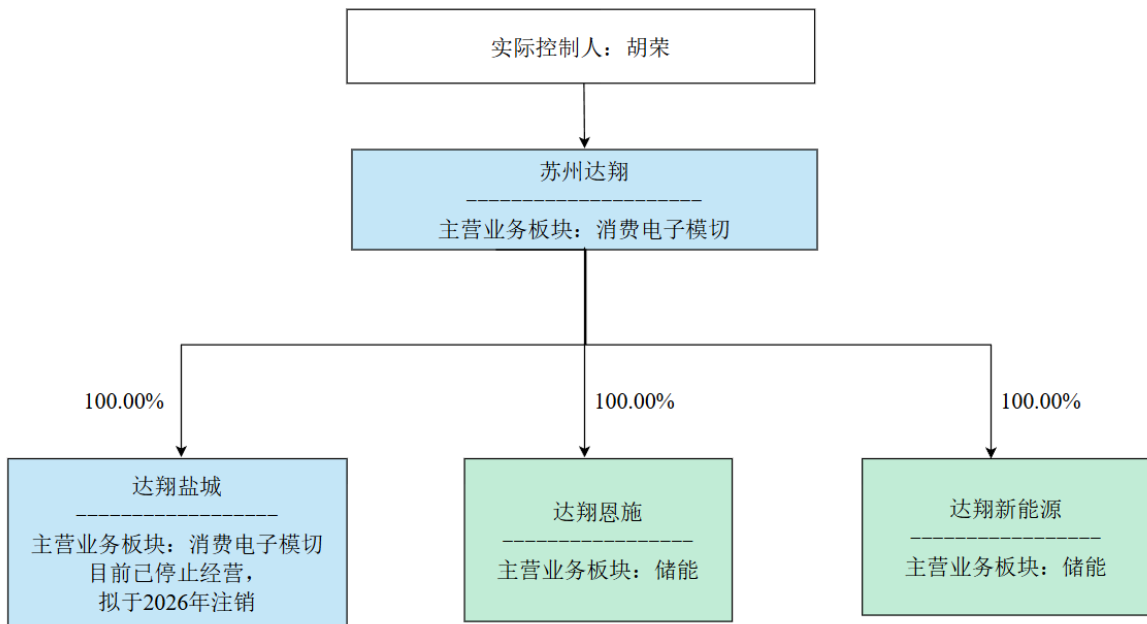 实际控制人：胡荣
苏州达翔
---------------------
主营业务板块：消费电子模切
100.00%
100.00%
100.00%
达翔盐城
------------------
主营业务板块：消费电子模切
目前已停止经营，
拟于2026年注销
达翔恩施
-----------------
主营业务板块：储能
达翔新能源
-----------------
主营业务板块：储能